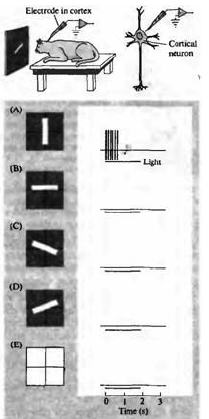 Electrode in cortex
Cortical
neuron
(A)
Light
(B)
(C)
(D)
(E)
0 1 2 3
Time (s)